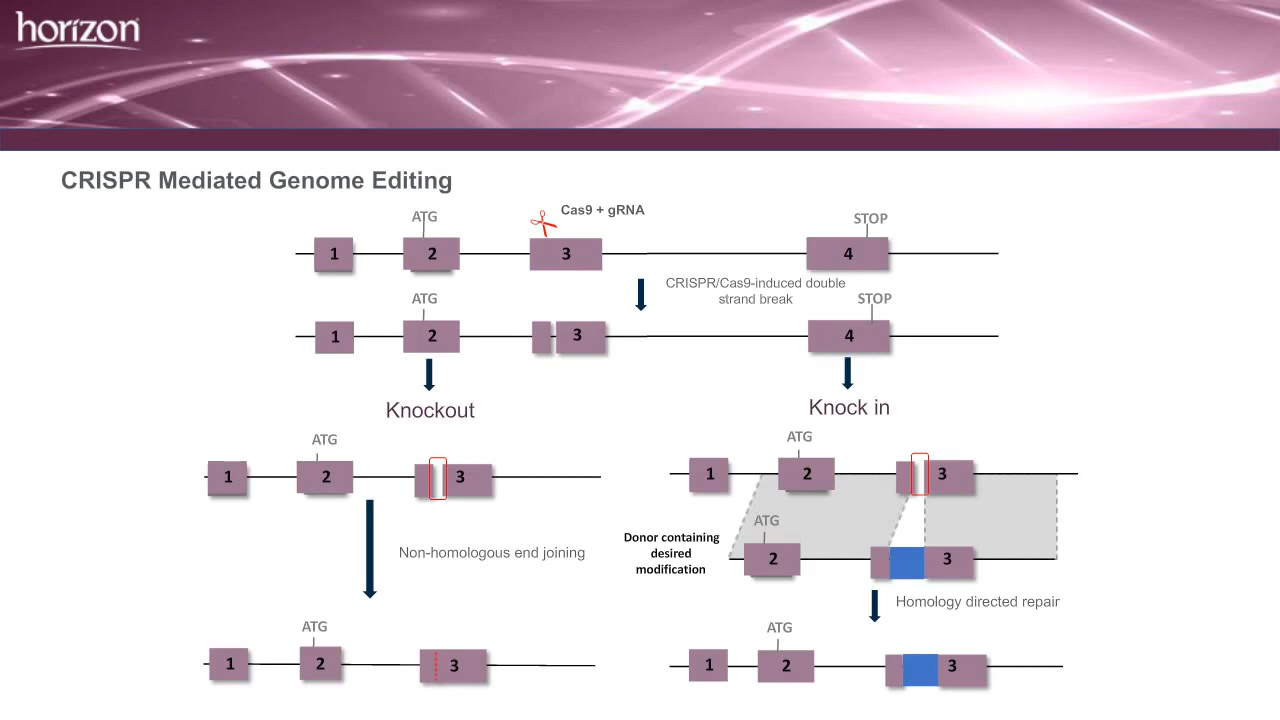 horizon
CRISPR Mediated Genome Editing
ATG
Cas9 + gRNA
STOP
1
2
3
4
CRISPR/Cas9-induced double
strand break
ATG
STOP
1
2
3
4
Knockout
Knock in
ATG
1
2
3
Non-homologous end joining
ATG
1
2
3
ATG
1
2
3
Donor containing
desired
modification
ATG
2
3
Homology directed repair
ATG
1
2
3